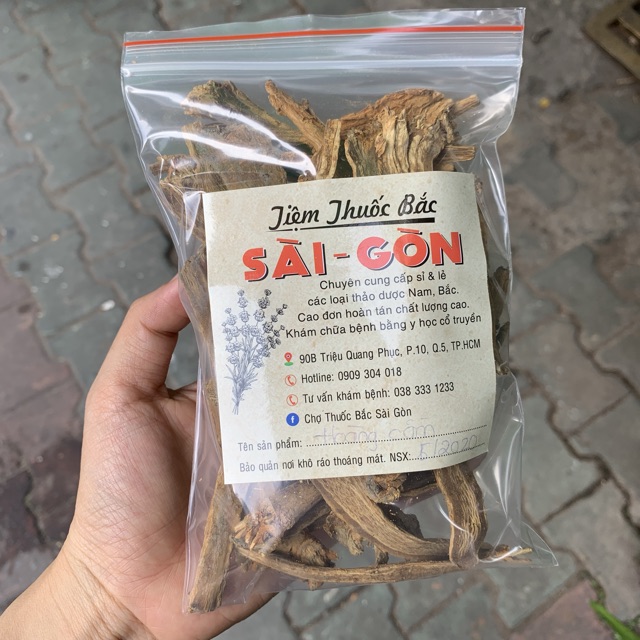 Tiệm Thuốc Bắc
SÀI-GÒN
Chuyên cung cấp sỉ & lẻ
các loại thảo dược Nam, Bắc.
Cao đơn hoàn tán chất lượng cao.
Khám chữa bệnh bằng y học cổ truyền
90B Triệu Quang Phục, P.10, Q.5, TP.HCM
Hotline: 0909 304 018
Tư vấn khám bệnh: 038 333 1233
Chợ Thuốc Bắc Sài Gòn
Tên sản phẩm: Hoàng cầm
Bảo quản nơi khô ráo thoáng mát. NSX: 5/2020